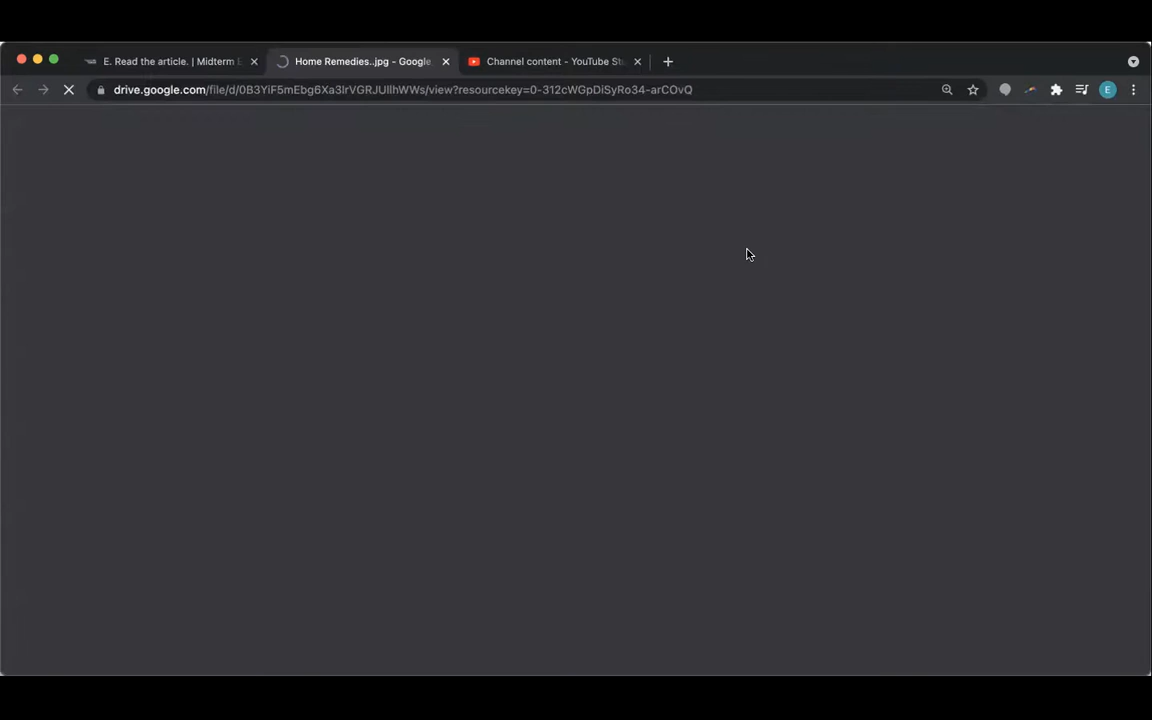 E. Read the article. | Midterm E
Home Remedies..jpg - Google
Channel content - YouTube Stu
drive.google.com/file/d/0B3YiF5mEbg6Xa3lrVGRJUllhWWs/view?resourcekey=0-312cWGpDiSyRo34-arCOvQ
E